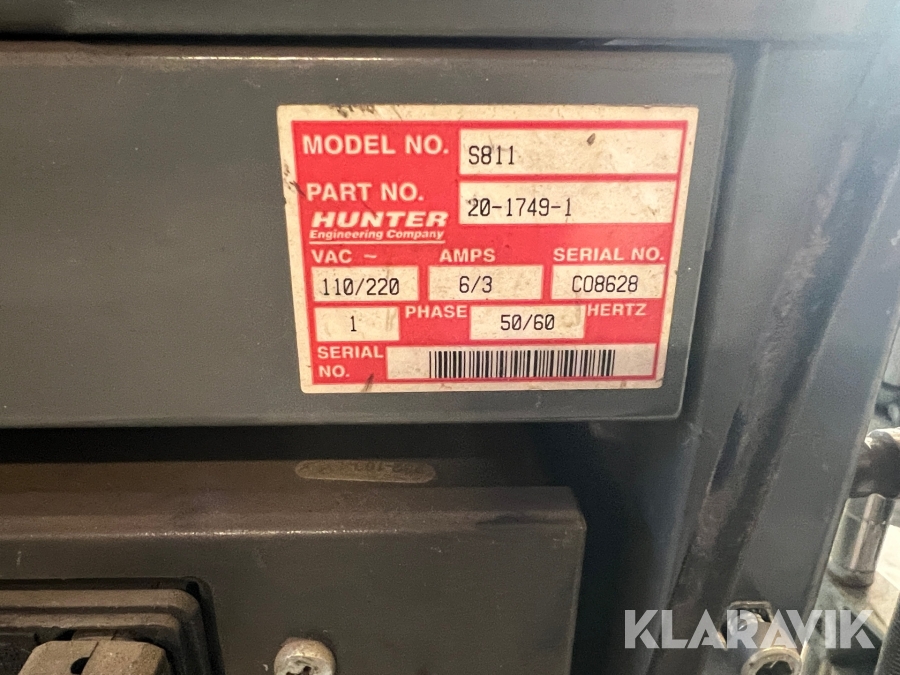 MODEL NO. S811
PART NO. 20-1749-1
HUNTER
Engineering Company
VAC ~ AMPS SERIAL NO.
110/220 6/3 CO8628
1 PHASE 50/60 HERTZ
SERIAL
NO.
KLARAVIK